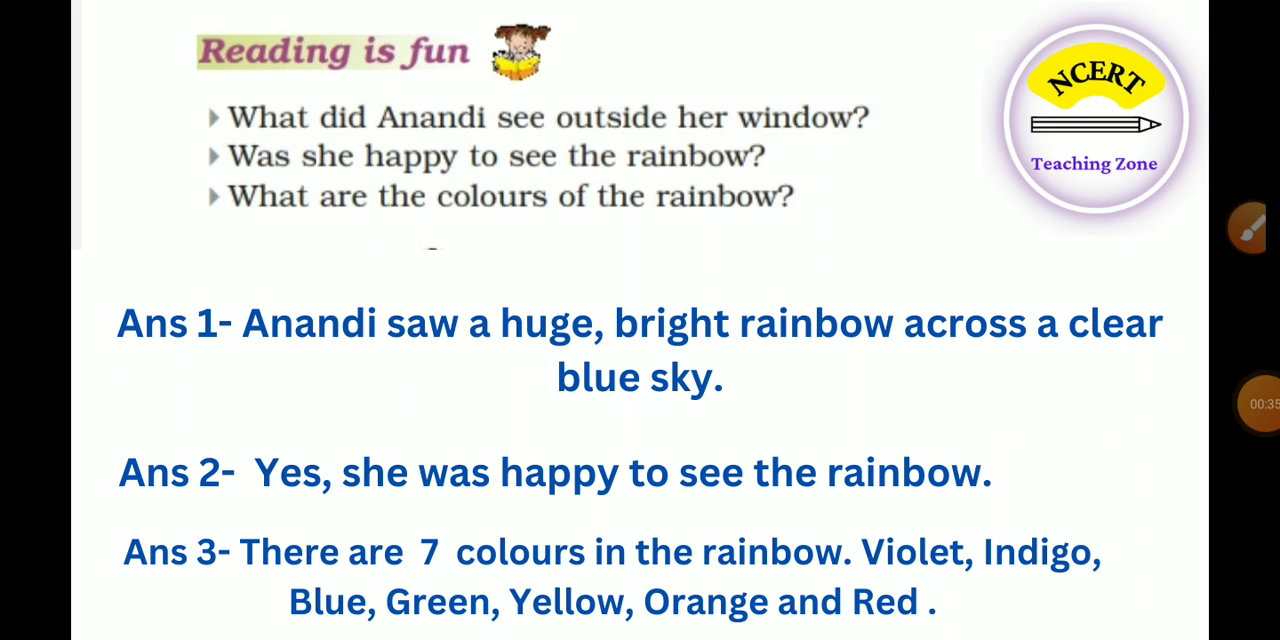 Reading is fun
What did Anandi see outside her window?
Was she happy to see the rainbow?
What are the colours of the rainbow?
NCERT
Teaching Zone
Ans 1- Anandi saw a huge, bright rainbow across a clear
blue sky.
Ans 2- Yes, she was happy to see the rainbow.
Ans 3- There are 7 colours in the rainbow. Violet, Indigo,
Blue, Green, Yellow, Orange and Red .
00:35